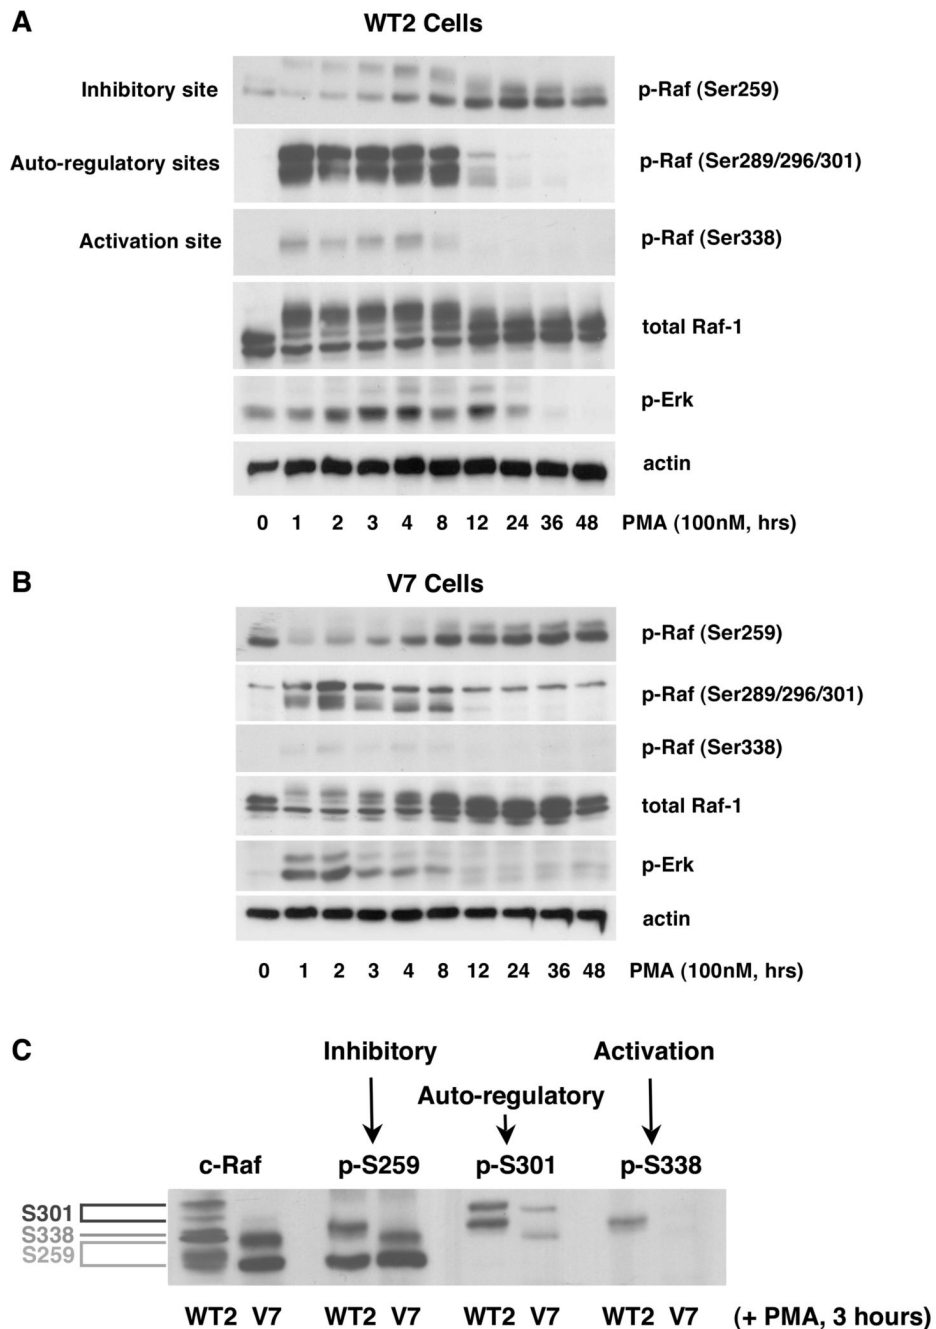 A
WT2 Cells
Inhibitory site p-Raf (Ser259)
Auto-regulatory sites p-Raf (Ser289/296/301)
Activation site p-Raf (Ser338)
total Raf-1
p-Erk
actin
0 1 2 3 4 8 12 24 36 48 PMA (100nM, hrs)
B
V7 Cells
p-Raf (Ser259)
p-Raf (Ser289/296/301)
p-Raf (Ser338)
total Raf-1
p-Erk
actin
0 1 2 3 4 8 12 24 36 48 PMA (100nM, hrs)
C
Inhibitory Activation
Auto-regulatory
c-Raf p-S259 p-S301 p-S338
S301
S338
S259
WT2 V7 WT2 V7 WT2 V7 WT2 V7 (+ PMA, 3 hours)